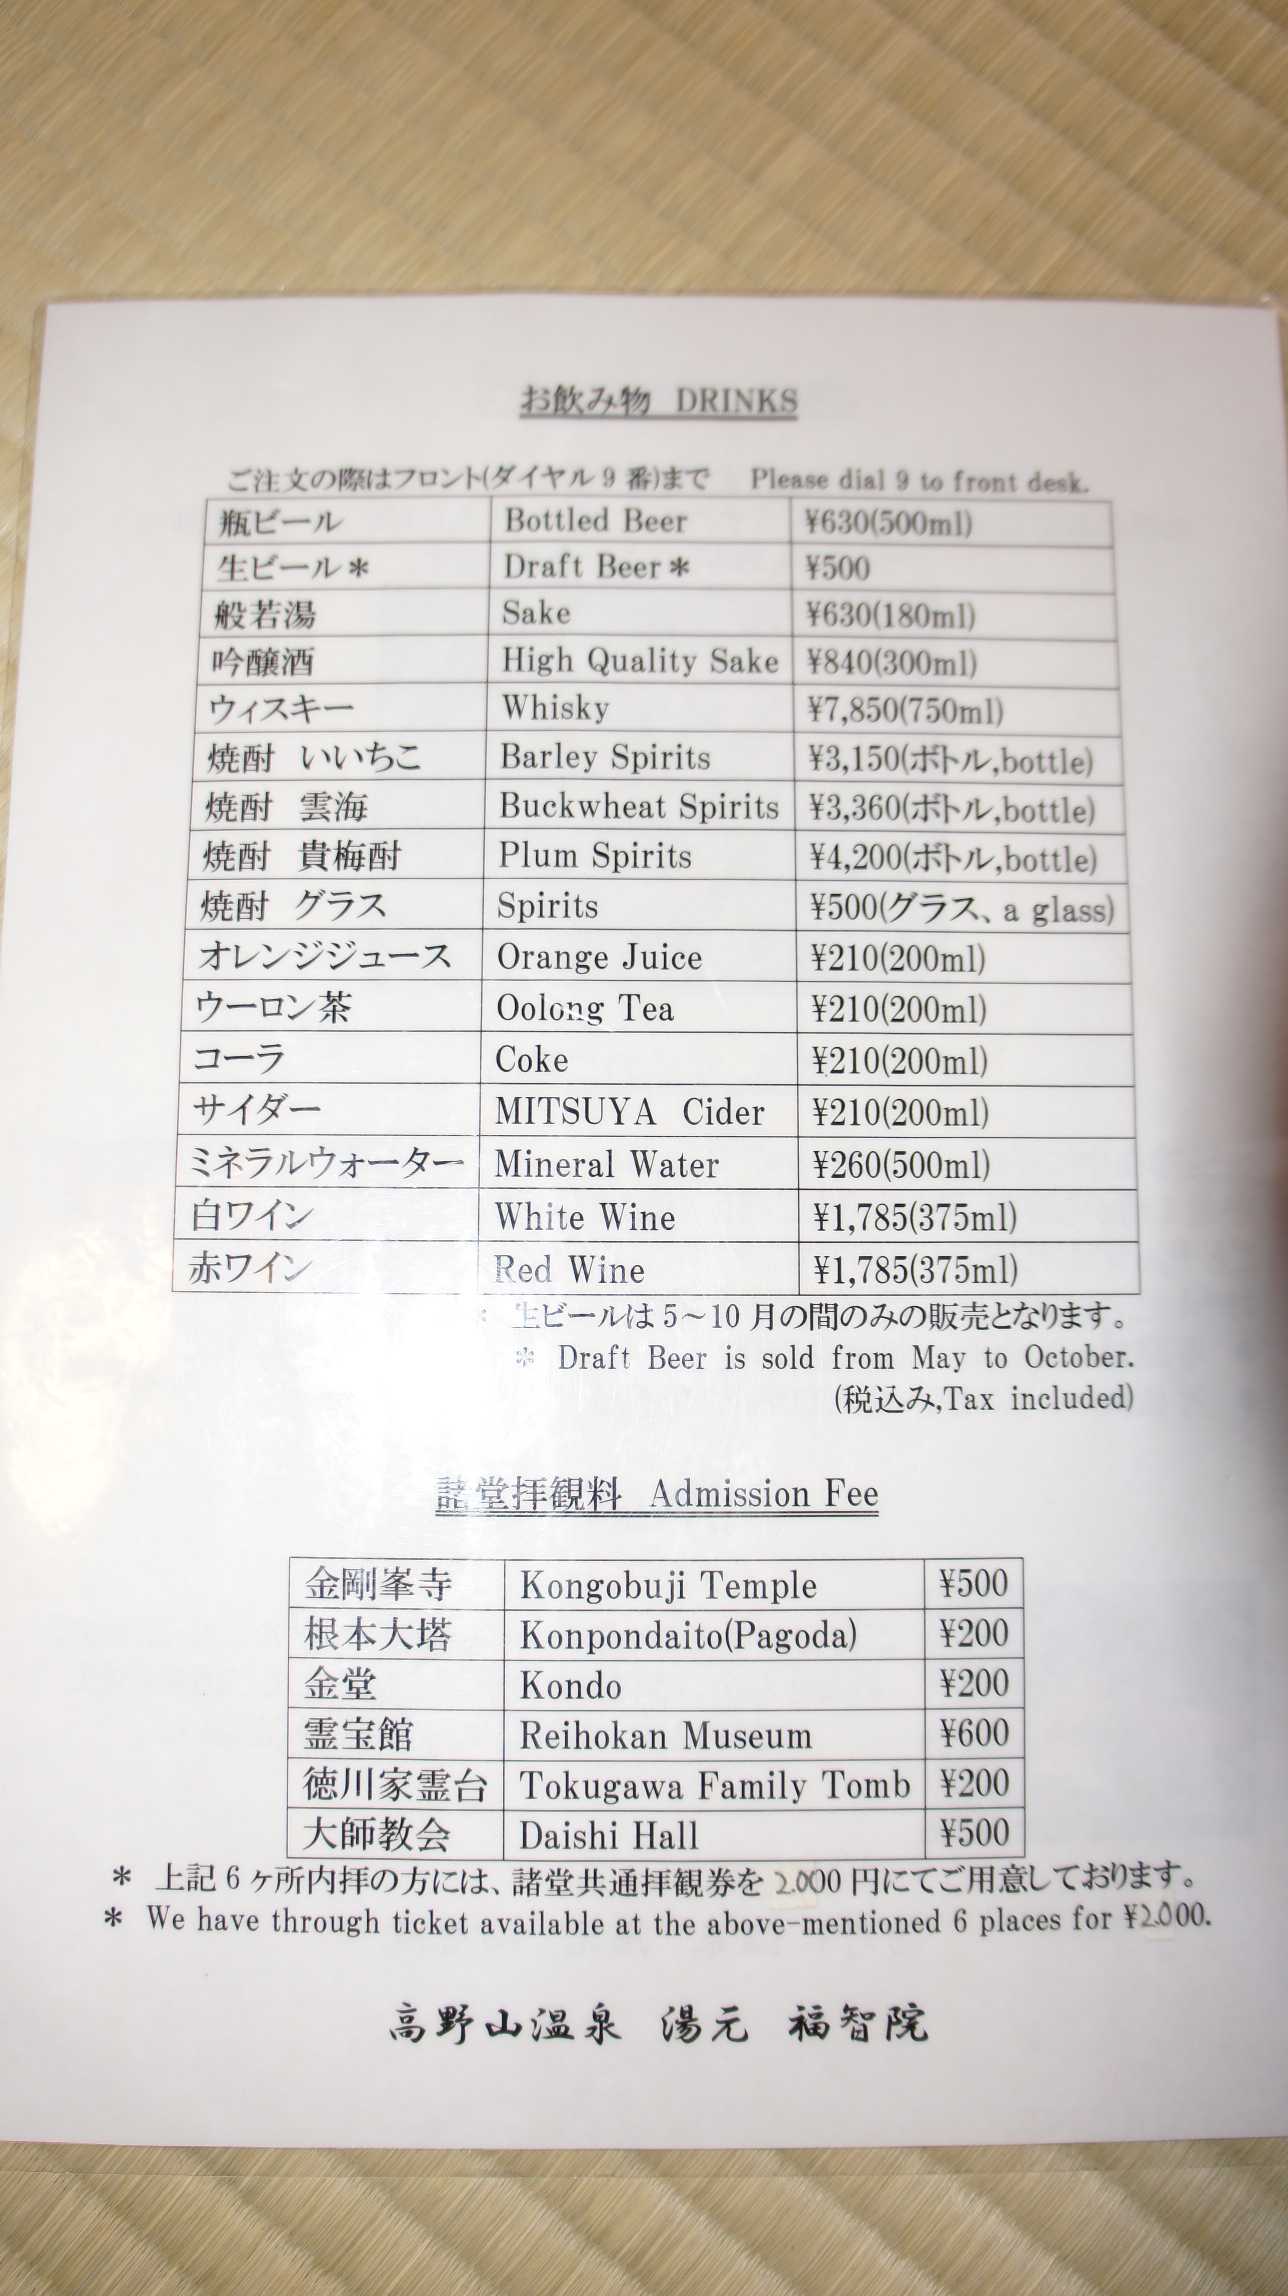 お飲み物 DRINKS
ご注文の際はフロント(ダイヤル9番)まで Please dial 9 to front desk.
瓶ビール Bottled Beer ¥630(500ml)
生ビール＊ Draft Beer＊ ¥500
般若湯 Sake ¥630(180ml)
吟醸酒 High Quality Sake ¥840(300ml)
ウィスキー Whisky ¥7,850(750ml)
焼酎 いいちこ Barley Spirits ¥3,150(ボトル,bottle)
焼酎 雲海 Buckwheat Spirits ¥3,360(ボトル,bottle)
焼酎 貴梅酎 Plum Spirits ¥4,200(ボトル,bottle)
焼酎 グラス Spirits ¥500(グラス、a glass)
オレンジジュース Orange Juice ¥210(200ml)
ウーロン茶 Oolong Tea ¥210(200ml)
コーラ Coke ¥210(200ml)
サイダー MITSUYA Cider ¥210(200ml)
ミネラルウォーター Mineral Water ¥260(500ml)
白ワイン White Wine ¥1,785(375ml)
赤ワイン Red Wine ¥1,785(375ml)
＊ 生ビールは5～10月の間のみの販売となります。
＊ Draft Beer is sold from May to October.
(税込み,Tax included)
諸堂拝観料 Admission Fee
金剛峯寺 Kongobuji Temple ¥500
根本大塔 Konpondaito(Pagoda) ¥200
金堂 Kondo ¥200
霊宝館 Reihokan Museum ¥600
徳川家霊台 Tokugawa Family Tomb ¥200
大師教会 Daishi Hall ¥500
＊ 上記6ヶ所内拝の方には、諸堂共通拝観券を2.000円にてご用意しております。
＊ We have through ticket available at the above-mentioned 6 places for ¥2.000.
高野山温泉 湯元 福智院